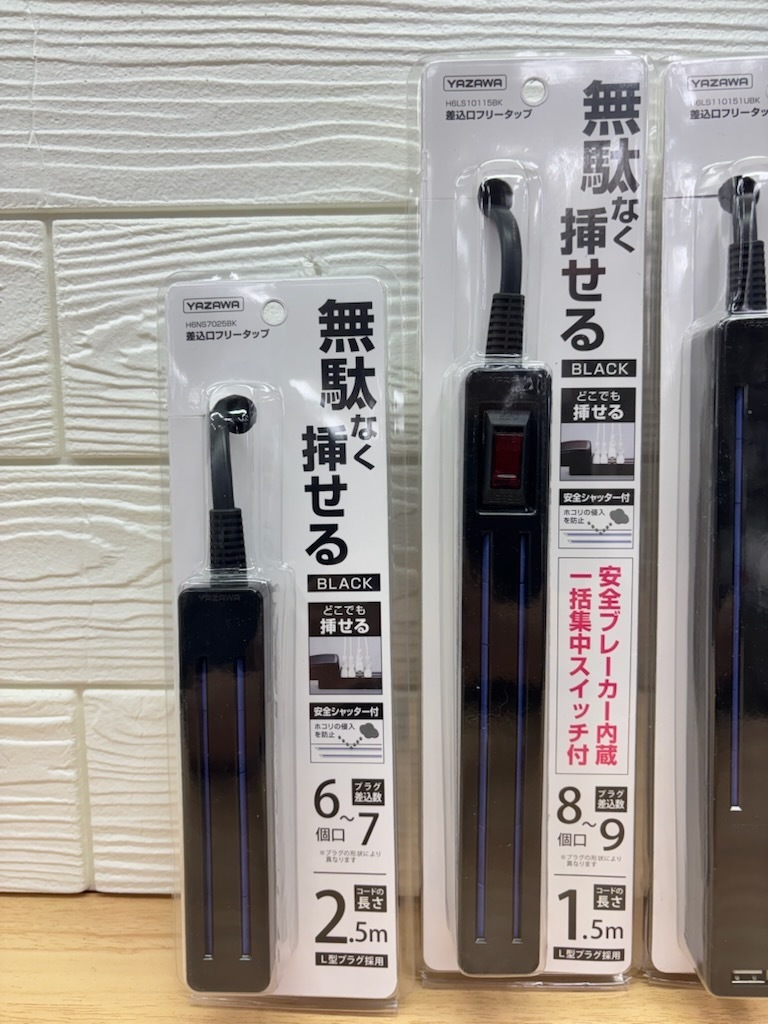 YAZAWA
H6NS7025BK
差込口フリータップ
無駄なく
挿せる
BLACK
どこでも
挿せる
安全シャッター付
ホコリの侵入
を防止
6～7
個口
プラグ
差込数
※プラグの形状により
異なります
コードの
長さ
2.5m
L型プラグ採用
YAZAWA
YAZAWA
H6LS10115BK
差込口フリータップ
無駄なく
挿せる
BLACK
どこでも
挿せる
安全シャッター付
ホコリの侵入
を防止
安全ブレーカー内蔵
一括集中スイッチ付
8～9
個口
プラグ
差込数
※プラグの形状により
異なります
コードの
長さ
1.5m
L型プラグ採用
YAZAWA
H6LS110151UBK
差込口フリータッ